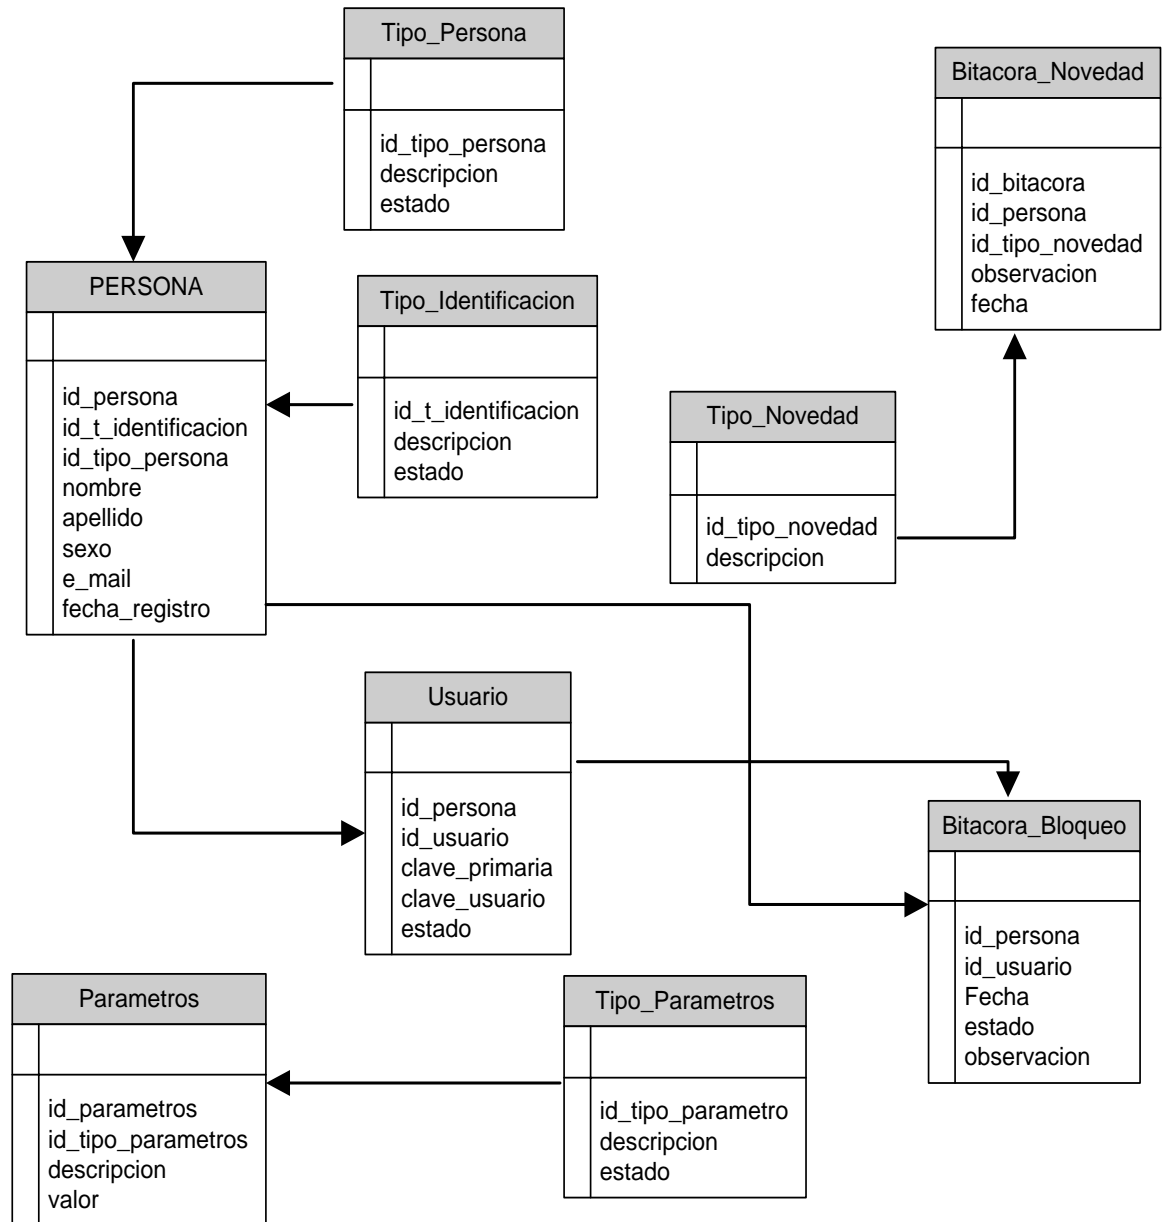 Tipo_Persona
id_tipo_persona
descripcion
estado
Bitacora_Novedad
id_bitacora
id_persona
id_tipo_novedad
observacion
fecha
PERSONA
id_persona
id_t_identificacion
id_tipo_persona
nombre
apellido
sexo
e_mail
fecha_registro
Tipo_Identificacion
id_t_identificacion
descripcion
estado
Tipo_Novedad
id_tipo_novedad
descripcion
Usuario
id_persona
id_usuario
clave_primaria
clave_usuario
estado
Bitacora_Bloqueo
id_persona
id_usuario
Fecha
estado
observacion
Parametros
id_parametros
id_tipo_parametros
descripcion
valor
Tipo_Parametros
id_tipo_parametro
descripcion
estado